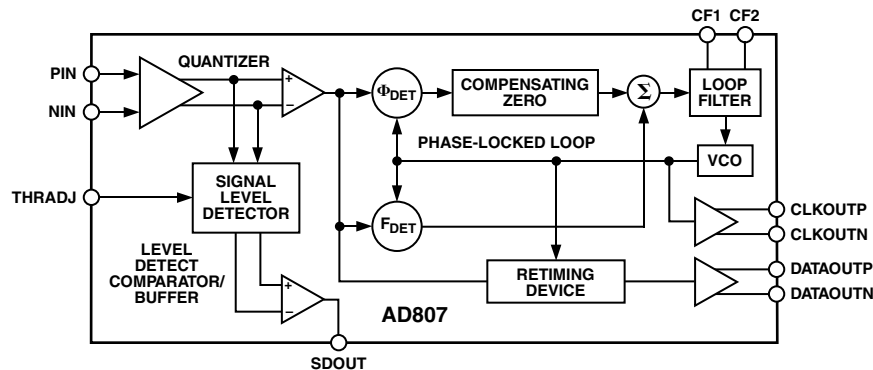 CF1 CF2
PIN
NIN
QUANTIZER
+
−
ΦDET
COMPENSATING
ZERO
Σ
LOOP
FILTER
PHASE-LOCKED LOOP
VCO
THRADJ
SIGNAL
LEVEL
DETECTOR
FDET
CLKOUTP
CLKOUTN
LEVEL
DETECT
COMPARATOR/
BUFFER
+
−
RETIMING
DEVICE
DATAOUTP
DATAOUTN
AD807
SDOUT